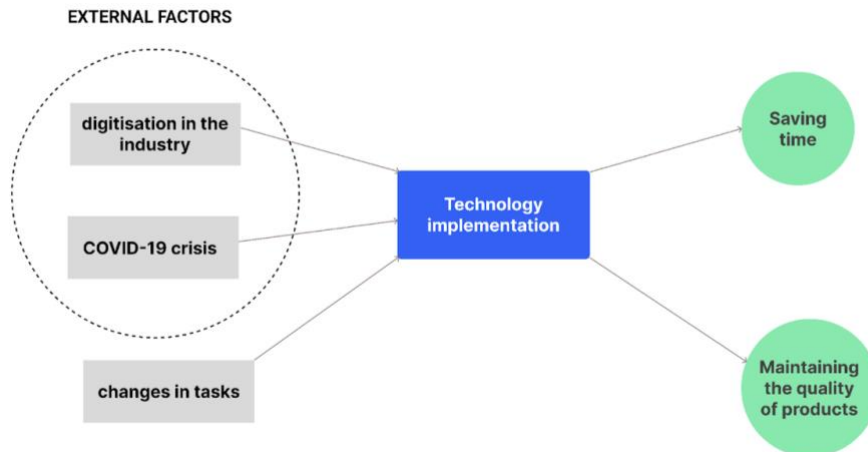 EXTERNAL FACTORS
digitisation in the
industry
COVID-19 crisis
changes in tasks
Technology
implementation
Saving
time
Maintaining
the quality
of products